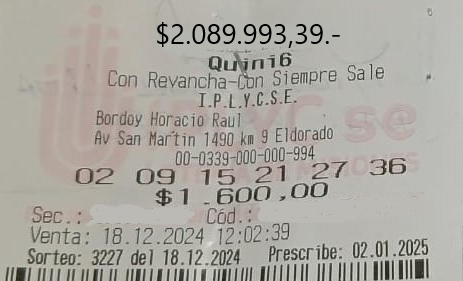 $2.089.993,39.-
Quini6
Con Revancha-Con Siempre Sale
I.P.L.Y.C.S.E.
Bordoy Horacio Raul
Av San Martin 1490 km 9 Eldorado
00-0339-000-000-994
02 09 15 21 27 36
$1.600,00
Sec.: Cód.:
Venta: 18.12.2024 12:02:39
Sorteo: 3227 del 18.12.2024 Prescribe: 02.01.2025